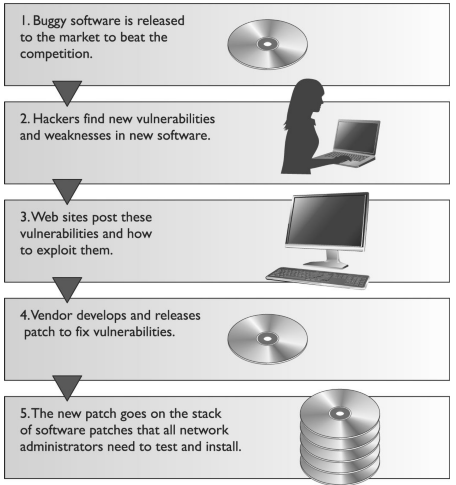 1. Buggy software is released
to the market to beat the
competition.
2. Hackers find new vulnerabilities
and weaknesses in new software.
3. Web sites post these
vulnerabilities and how
to exploit them.
4. Vendor develops and releases
patch to fix vulnerabilities.
5. The new patch goes on the stack
of software patches that all network
administrators need to test and install.